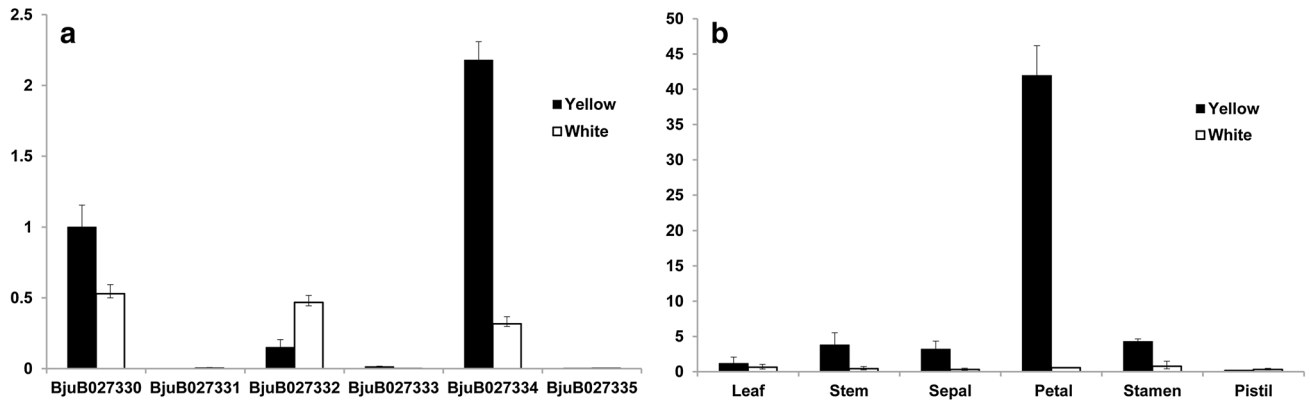 a
2.5
2
1.5
1
0.5
0
Yellow
White
BjuB027330 BjuB027331 BjuB027332 BjuB027333 BjuB027334 BjuB027335
b
50
45
40
35
30
25
20
15
10
5
0
Yellow
White
Leaf Stem Sepal Petal Stamen Pistil